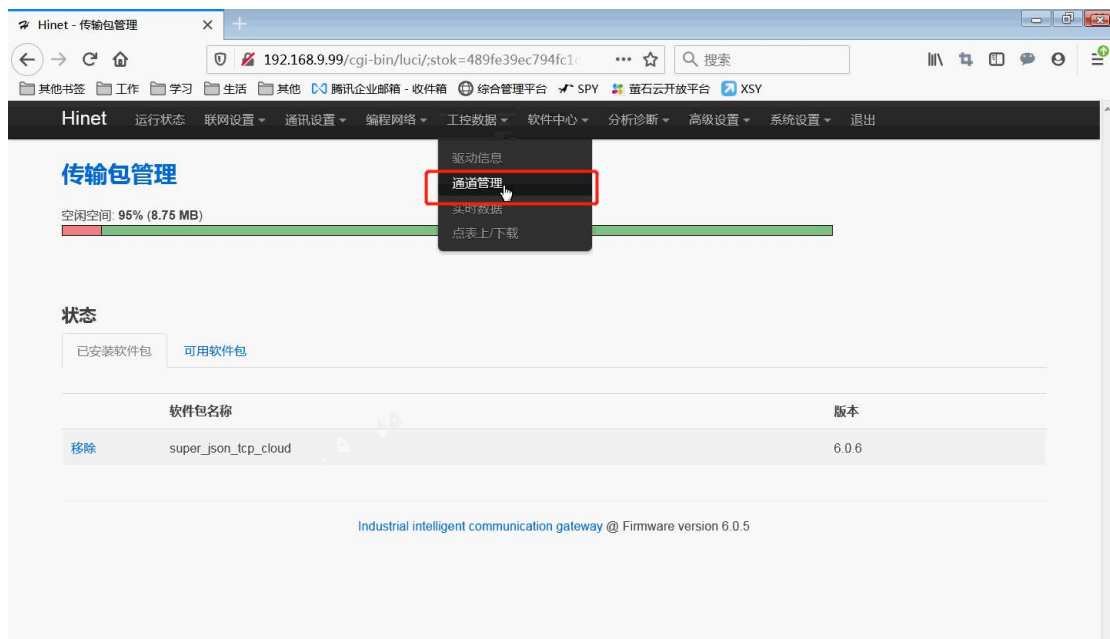 Hinet - 传输包管理
192.168.9.99/cgi-bin/luci/;stok=489fe39ec794fc1c
搜索
其他书签 工作 学习 生活 其他 腾讯企业邮箱 - 收件箱 综合管理平台 SPY 萤石云开放平台 XSY
Hinet 运行状态 联网设置 通讯设置 编程网络 工控数据 软件中心 分析诊断 高级设置 系统设置 退出
驱动信息
通道管理
实时数据
点表上/下载
传输包管理
空闲空间: 95% (8.75 MB)
状态
已安装软件包 可用软件包
软件包名称 版本
移除 super_json_tcp_cloud 6.0.6
Industrial intelligent communication gateway @ Firmware version 6.0.5